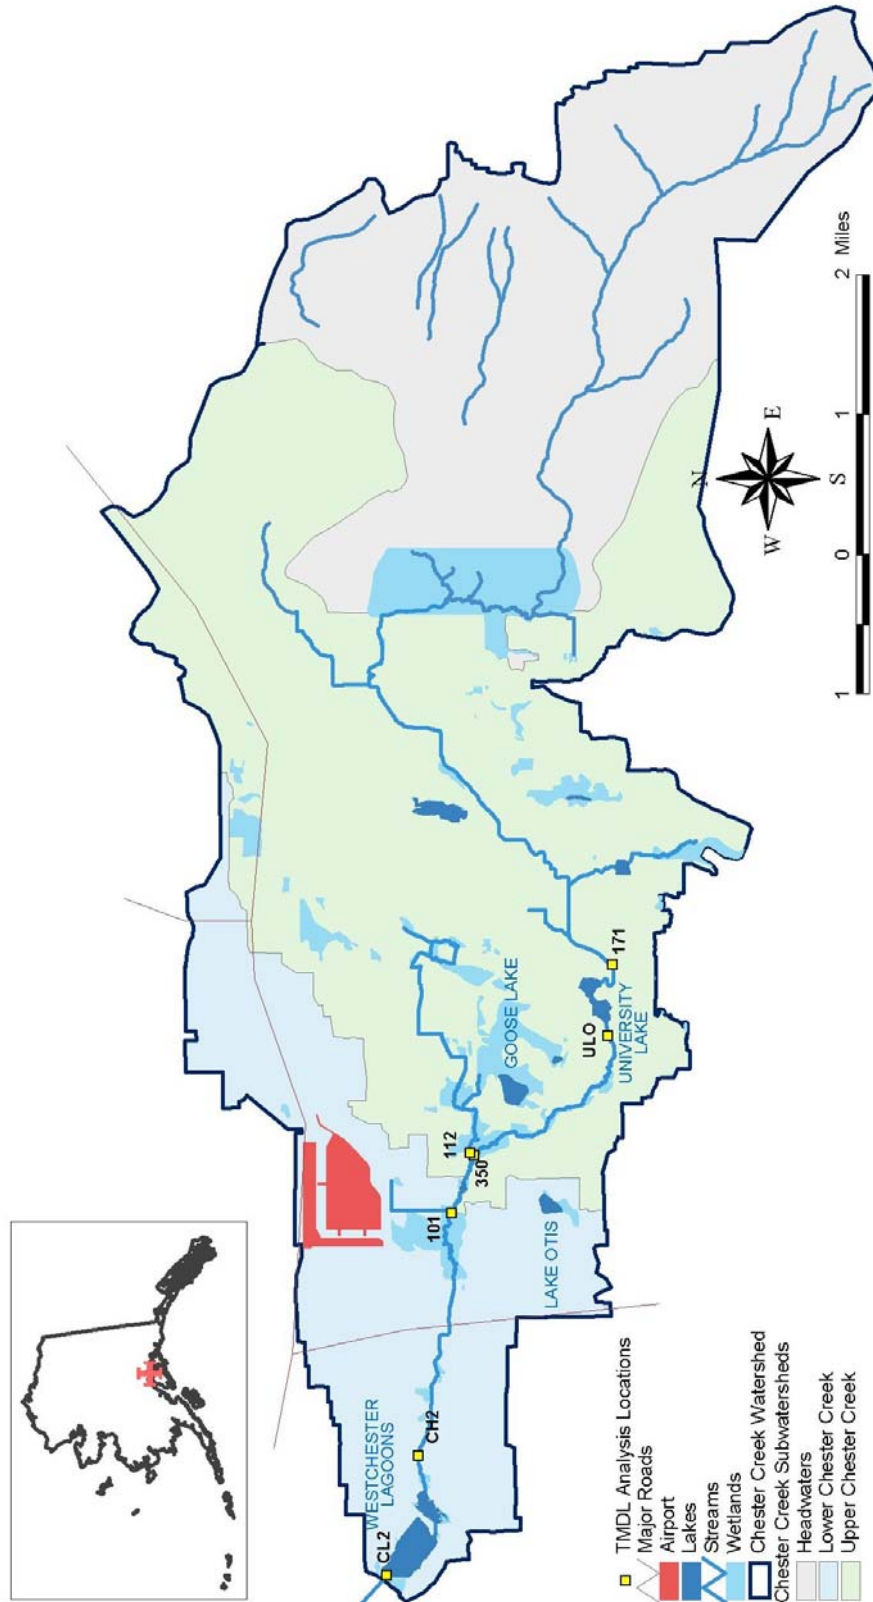 WESTCHESTER
LAGOONS
CL2
CH2
101
112
350
LAKE OTIS
GOOSE LAKE
ULO
UNIVERSITY
LAKE
171
N
W
E
S
1
0
1
2 Miles
TMDL Analysis Locations
Major Roads
Airport
Lakes
Streams
Wetlands
Chester Creek Watershed
Chester Creek Subwatersheds
Headwaters
Lower Chester Creek
Upper Chester Creek